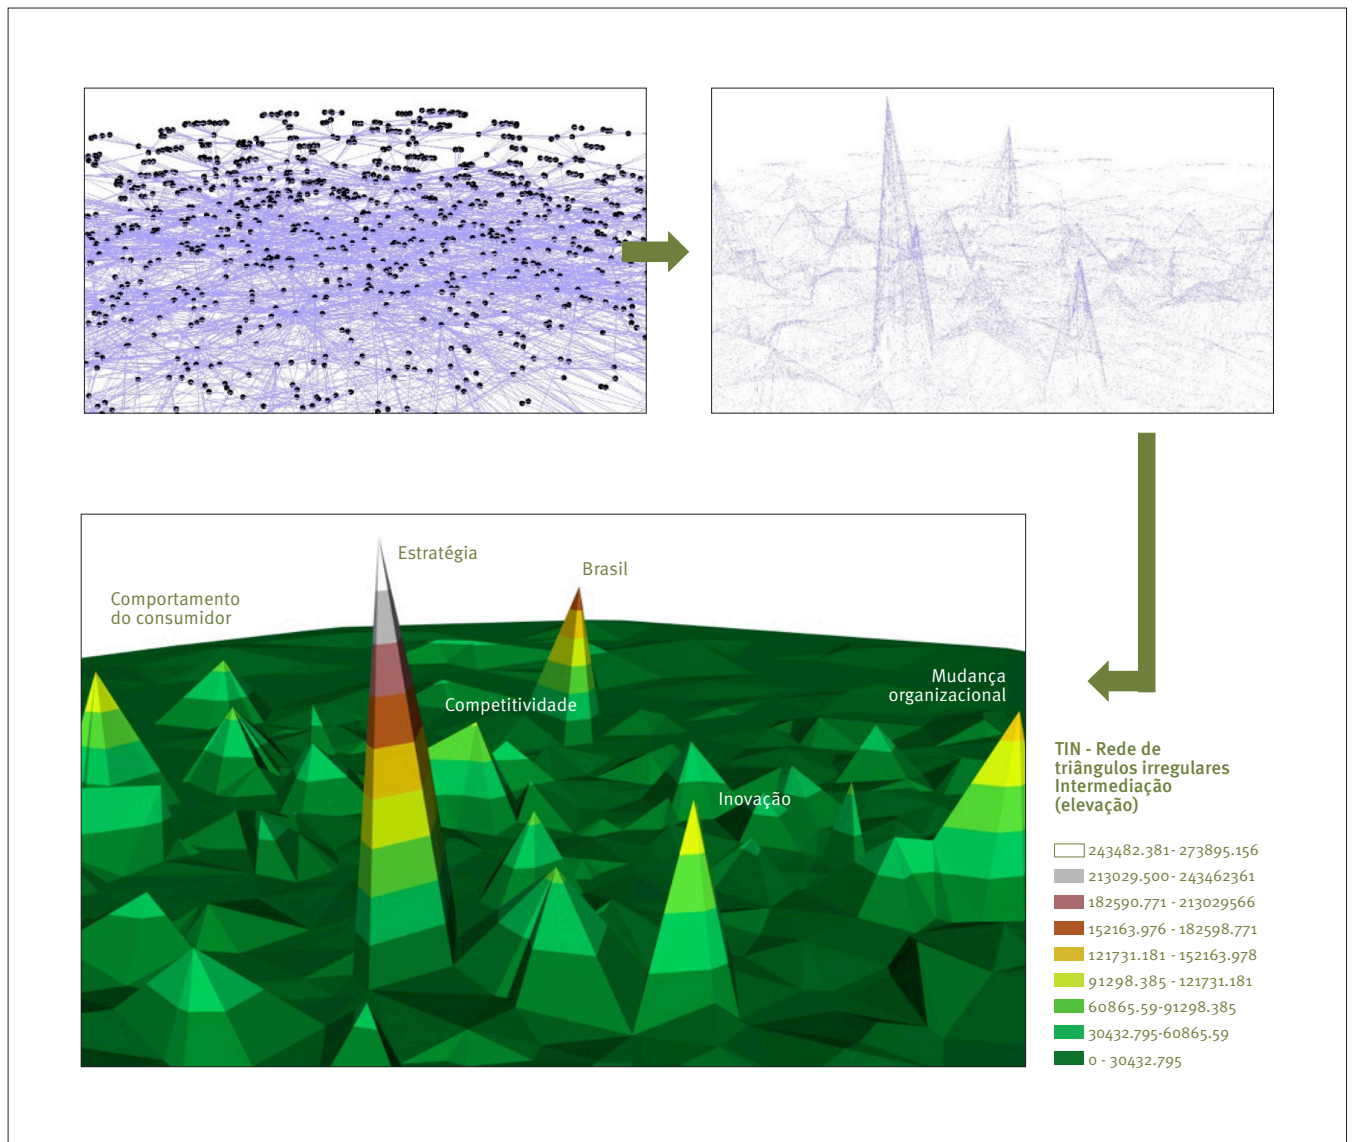 Estratégia
Brasil
Comportamento
do consumidor
Mudança
organizacional
Competitividade
Inovação
TIN - Rede de
triângulos irregulares
Intermediação
(elevação)
243482.381 - 273895.156
213029.500 - 243462361
182590.771 - 213029566
152163.976 - 182598.771
121731.181 - 152163.978
91298.385 - 121731.181
60865.59-91298.385
30432.795-60865.59
0 - 30432.795